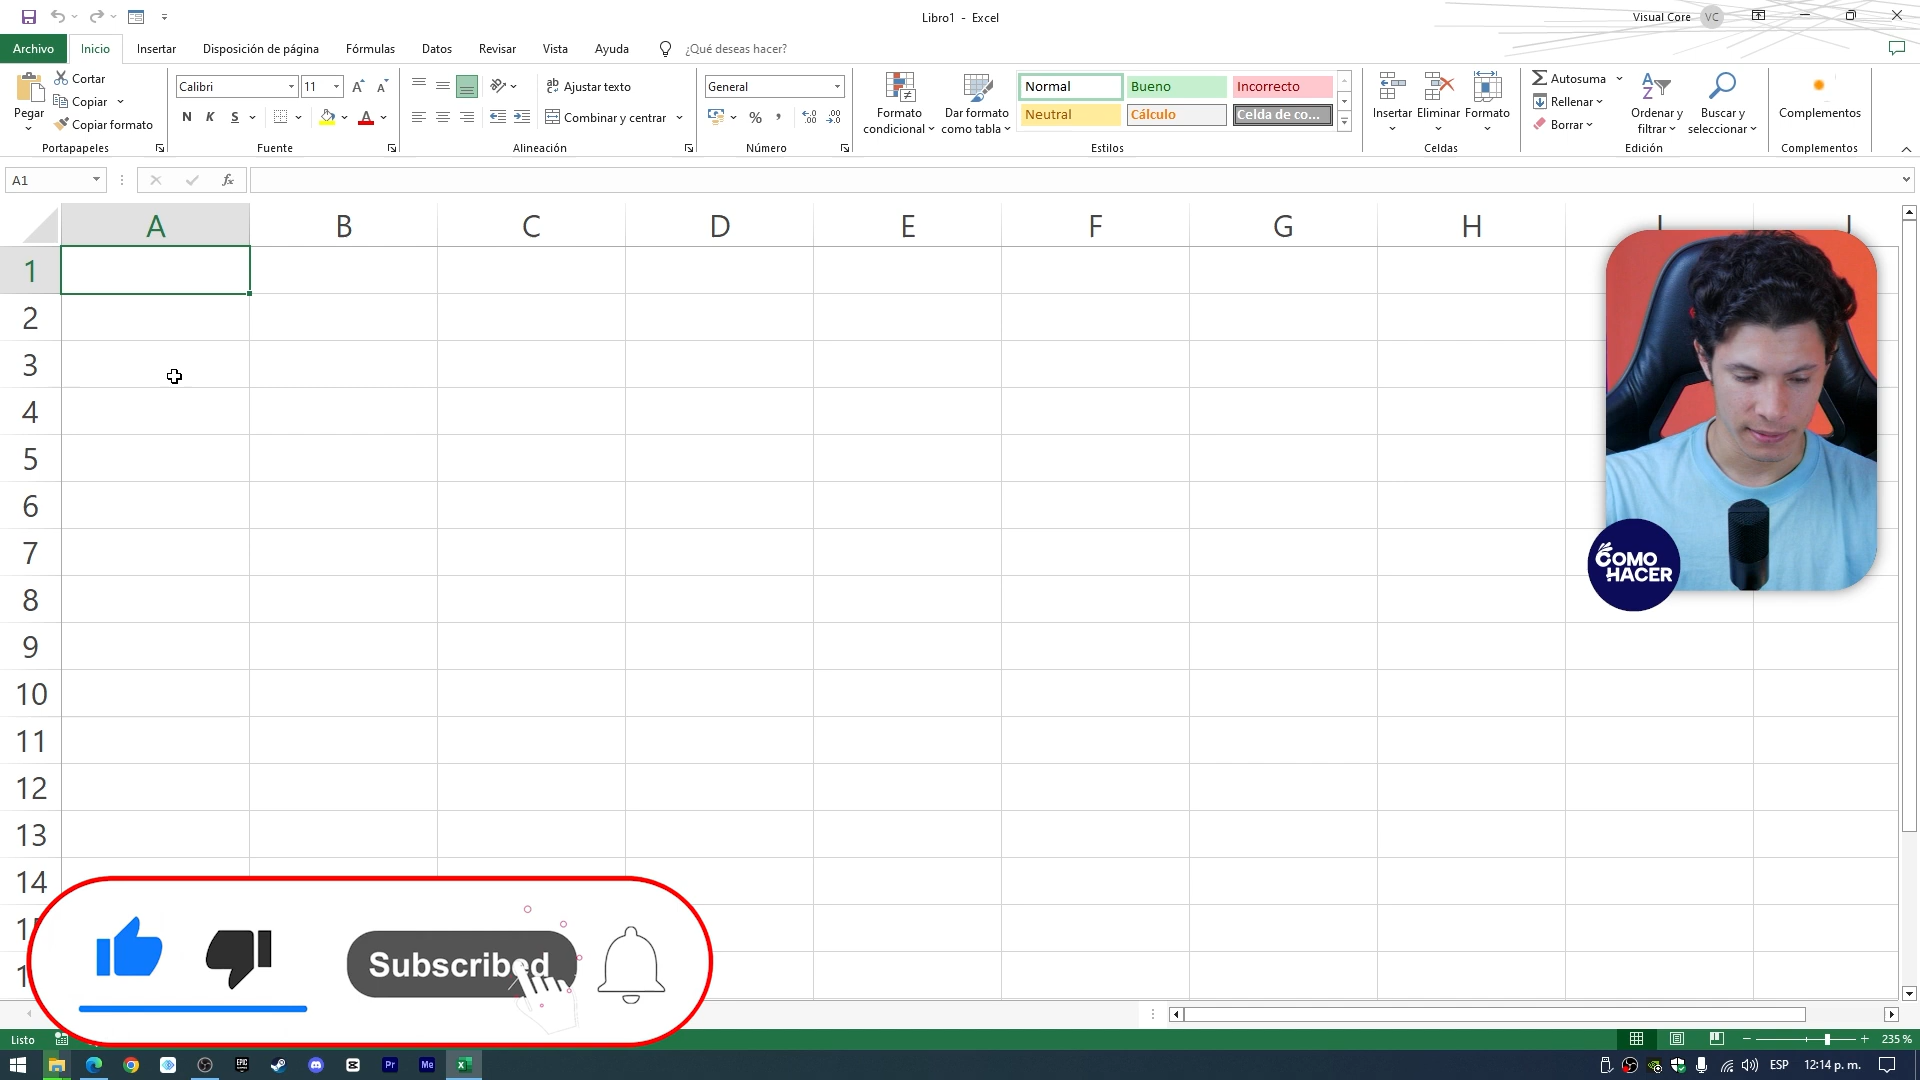 Libro1 - Excel
Visual Core
VC
Archivo
Inicio
Insertar
Disposición de página
Fórmulas
Datos
Revisar
Vista
Ayuda
¿Qué deseas hacer?
Pegar
Cortar
Copiar
Copiar formato
Portapapeles
Calibri
11
N K S
Fuente
Ajustar texto
Combinar y centrar
Alineación
General
%
Número
Formato condicional
Dar formato como tabla
Normal
Bueno
Incorrecto
Neutral
Cálculo
Celda de co...
Estilos
Insertar
Eliminar
Formato
Celdas
Autosuma
Rellenar
Borrar
Ordenar y filtrar
Buscar y seleccionar
Edición
Complementos
Complementos
A1
fx
A B C D E F G H
1
2
3
4
5
6
7
8
9
10
11
12
13
14
COMO HACER
Subscribed
Listo
235 %
Pr
Me
ESP
12:14 p. m.